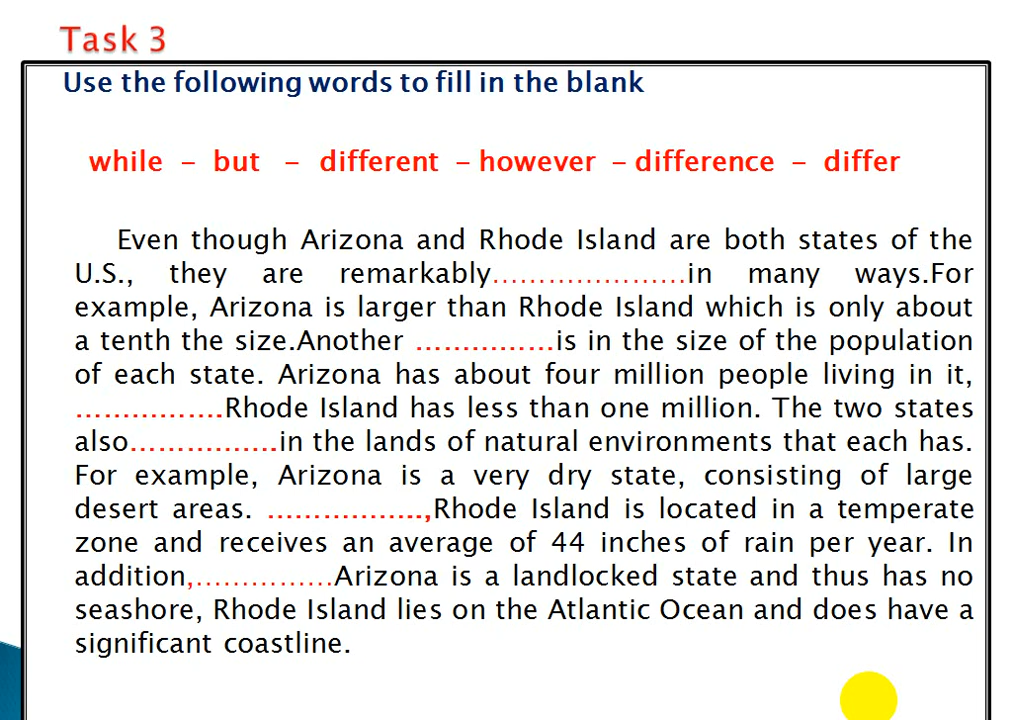 Task 3
Use the following words to fill in the blank
while – but – different – however – difference – differ
Even though Arizona and Rhode Island are both states of the
U.S., they are remarkably…………………in many ways.For
example, Arizona is larger than Rhode Island which is only about
a tenth the size.Another ……………is in the size of the population
of each state. Arizona has about four million people living in it,
…………….Rhode Island has less than one million. The two states
also…………….in the lands of natural environments that each has.
For example, Arizona is a very dry state, consisting of large
desert areas. ……………..,Rhode Island is located in a temperate
zone and receives an average of 44 inches of rain per year. In
addition,……………Arizona is a landlocked state and thus has no
seashore, Rhode Island lies on the Atlantic Ocean and does have a
significant coastline.